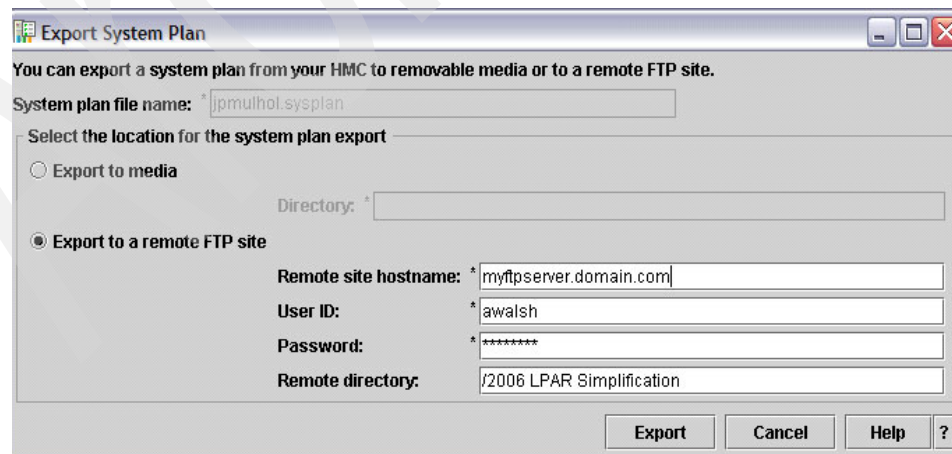 Export System Plan
You can export a system plan from your HMC to removable media or to a remote FTP site.
System plan file name: * jpmulhol.sysplan
Select the location for the system plan export
Export to media
Directory: *
Export to a remote FTP site
Remote site hostname: * myftpserver.domain.com
User ID: * awalsh
Password: * ********
Remote directory: /2006 LPAR Simplification
Export Cancel Help ?